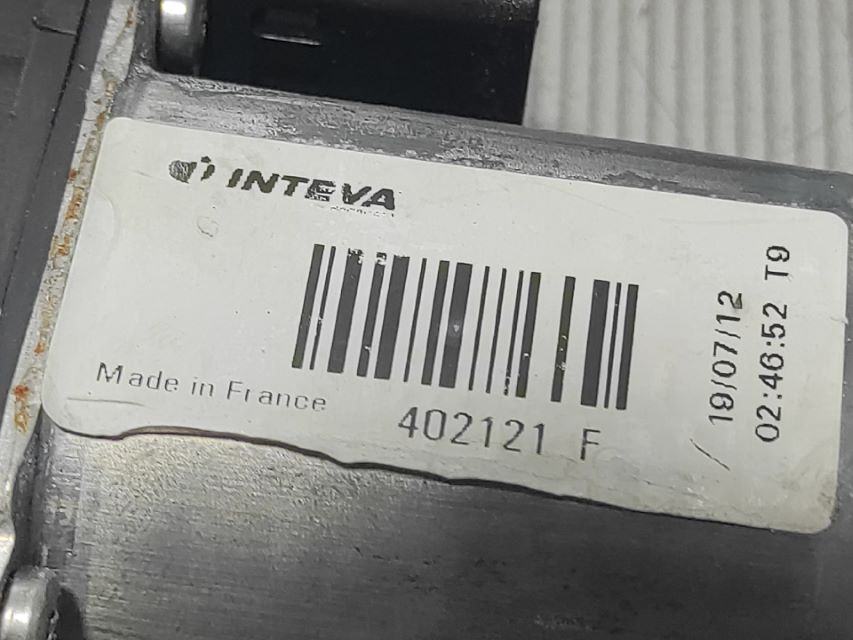 INTEVA
Made in France
402121 F
19/07/12
02:46:52 T9